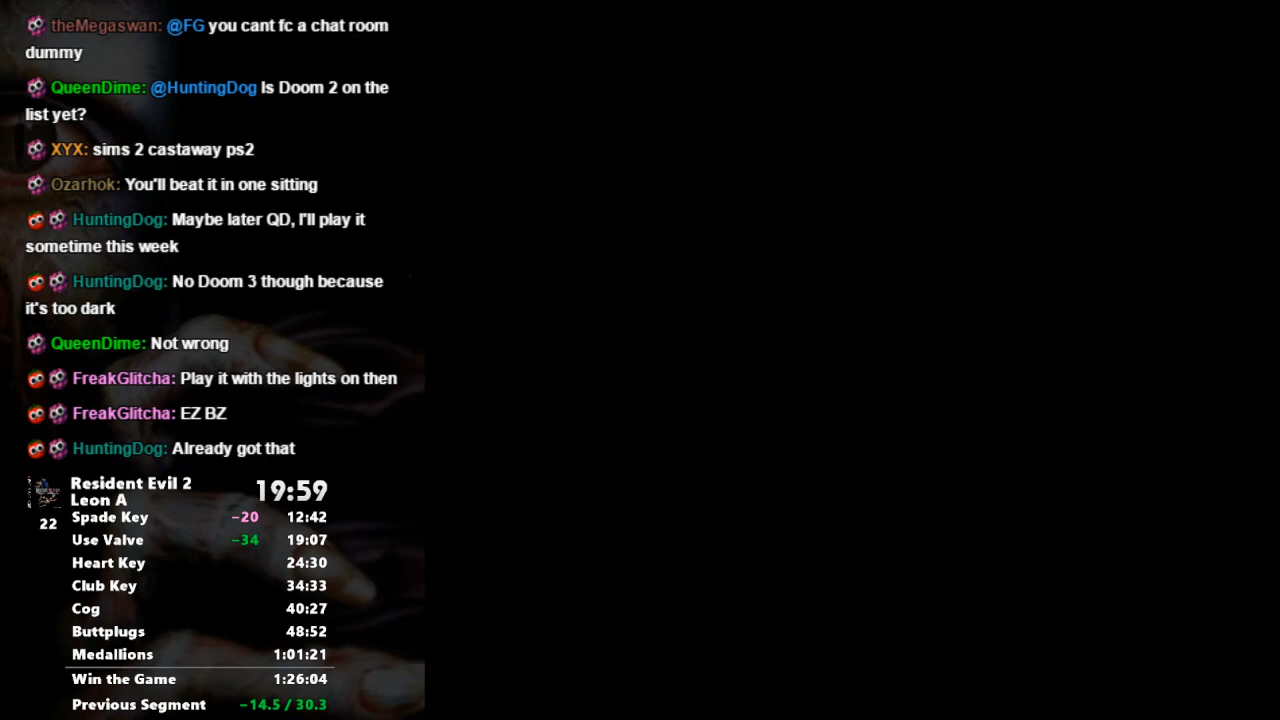 theMegaswan: @FG you cant fc a chat room
dummy
QueenDime: @HuntingDog Is Doom 2 on the
list yet?
XYX: sims 2 castaway ps2
Ozarhok: You'll beat it in one sitting
HuntingDog: Maybe later QD, I'll play it
sometime this week
HuntingDog: No Doom 3 though because
it's too dark
QueenDime: Not wrong
FreakGlitcha: Play it with the lights on then
FreakGlitcha: EZ BZ
HuntingDog: Already got that
Resident Evil 2 19:59
Leon A
22
Spade Key -20 12:42
Use Valve -34 19:07
Heart Key 24:30
Club Key 34:33
Cog 40:27
Buttplugs 48:52
Medallions 1:01:21
Win the Game 1:26:04
Previous Segment -14.5 / 30.3